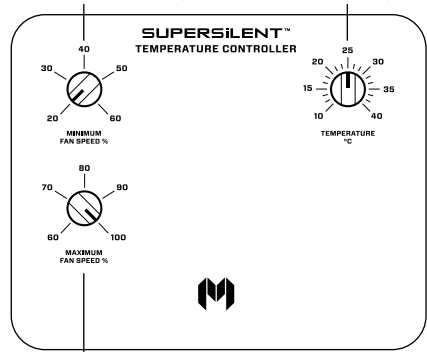 SUPERSiLENT™
TEMPERATURE CONTROLLER
20 30 40 50 60
MINIMUM
FAN SPEED %
10 15 20 25 30 35 40
TEMPERATURE
°C
60 70 80 90 100
MAXIMUM
FAN SPEED %